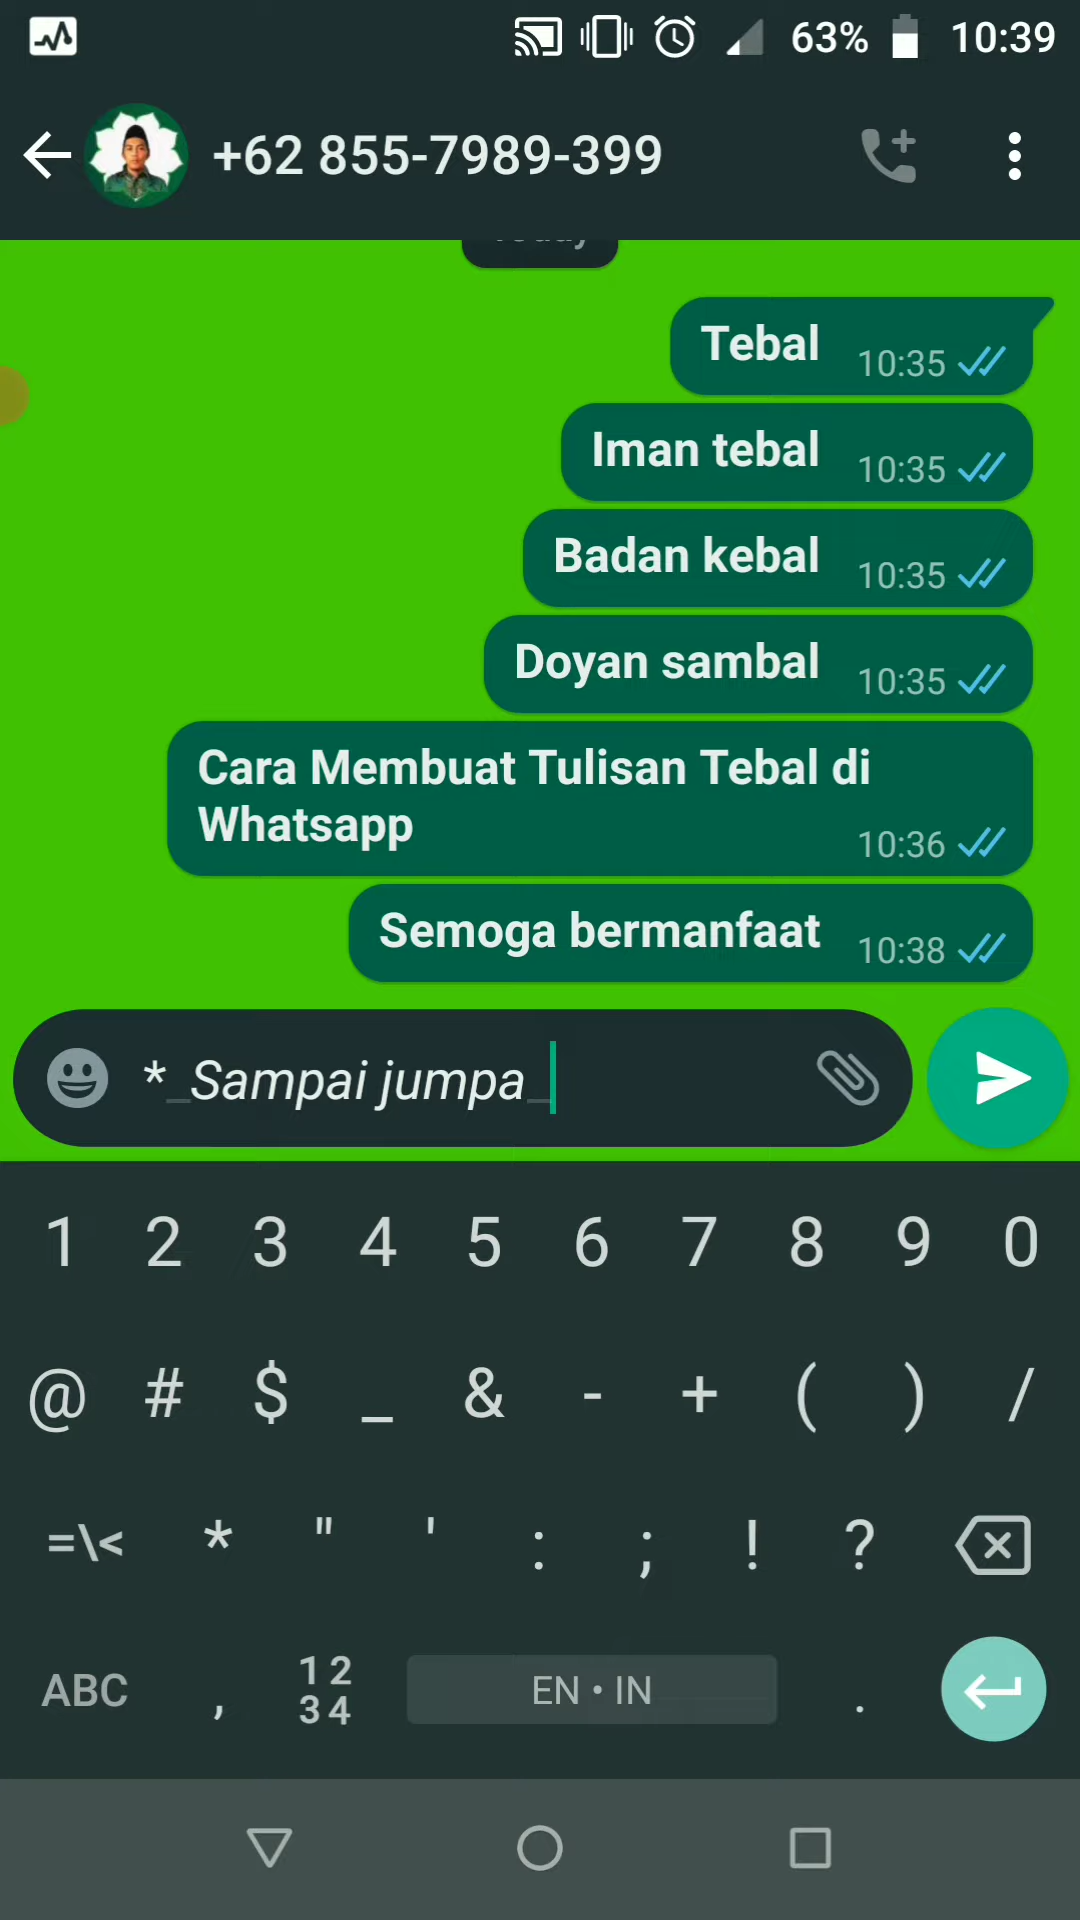 63% 10:39
+62 855-7989-399
Today
Tebal 10:35
Iman tebal 10:35
Badan kebal 10:35
Doyan sambal 10:35
Cara Membuat Tulisan Tebal di
Whatsapp 10:36
Semoga bermanfaat 10:38
*_Sampai jumpa_
1 2 3 4 5 6 7 8 9 0
@ # $ _ & - + ( ) /
=\< * " ' : ; ! ?
ABC , 12 34 EN • IN .